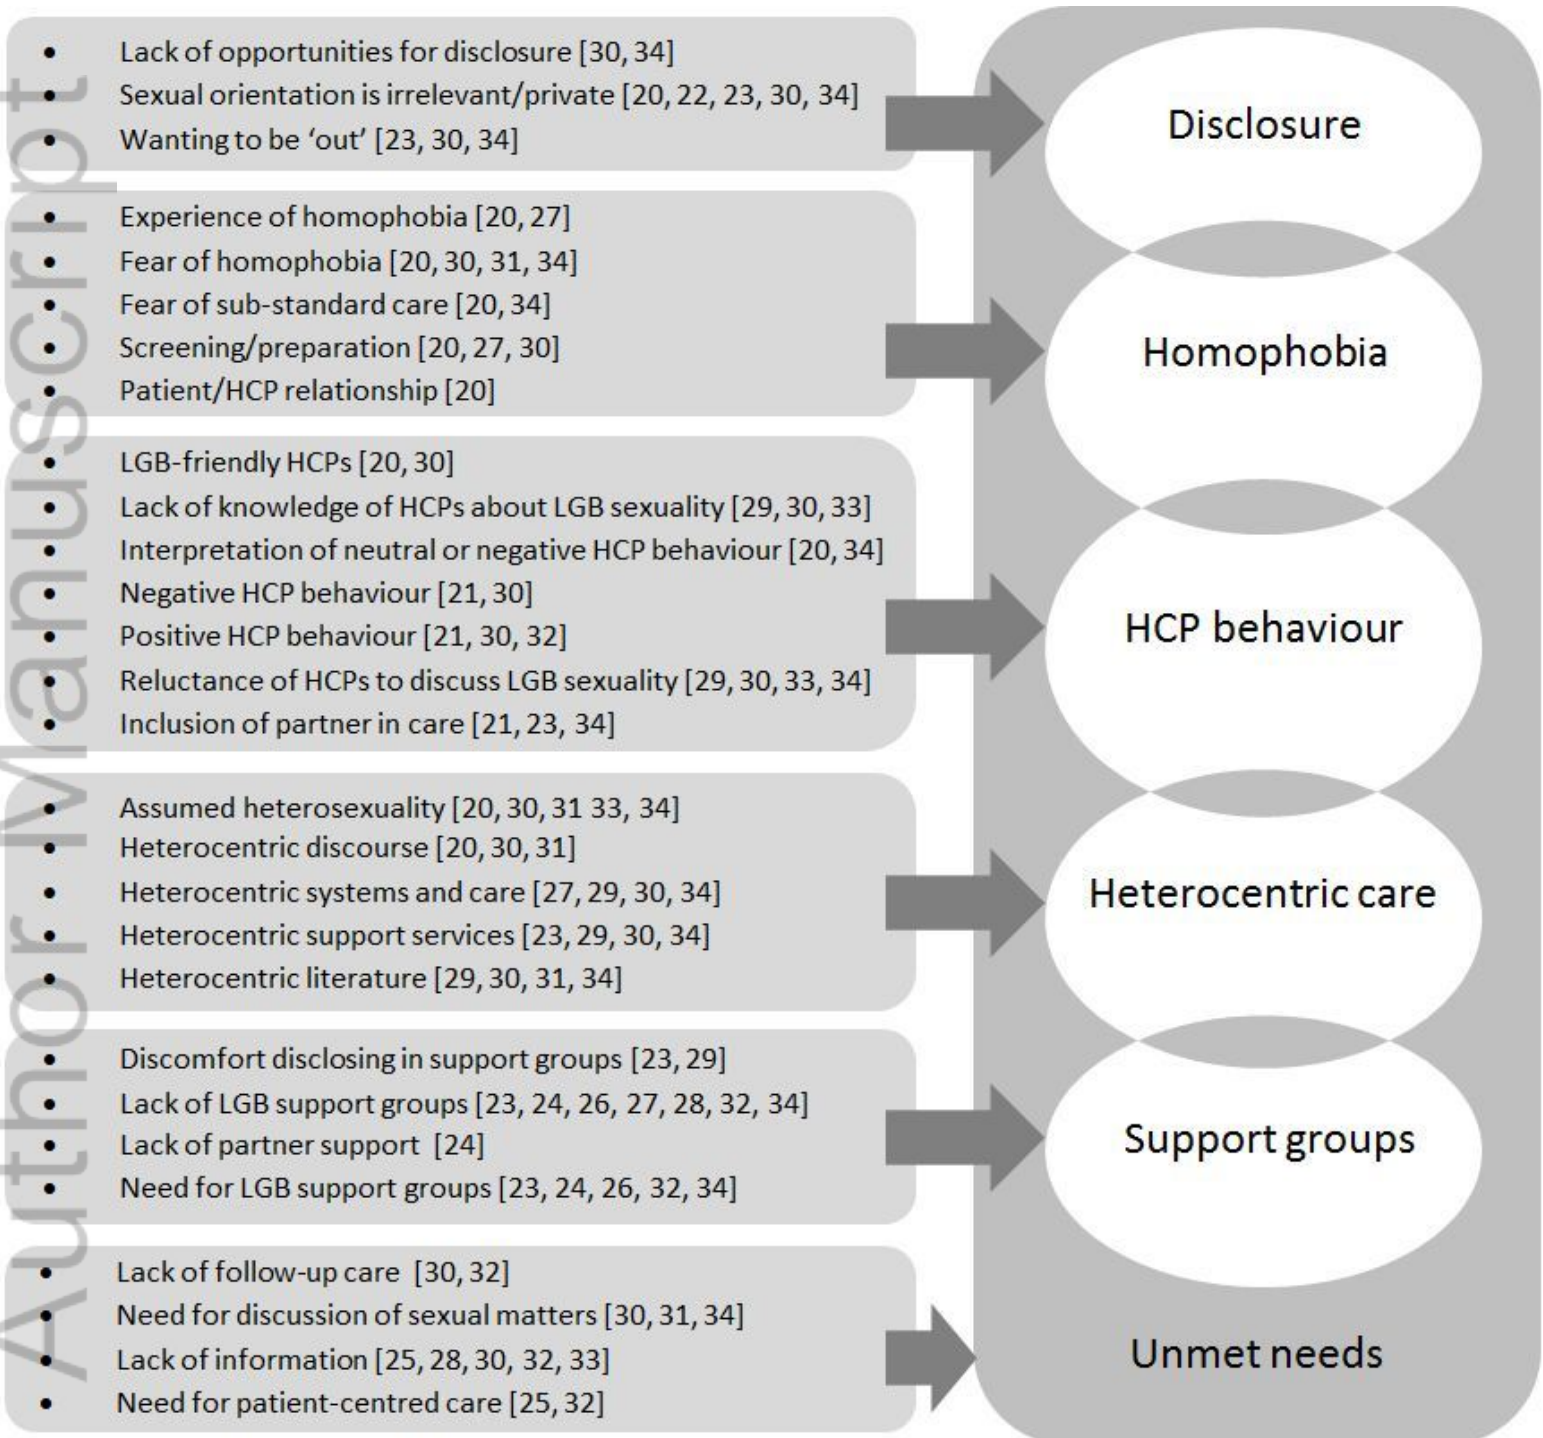 • Lack of opportunities for disclosure [30, 34]
• Sexual orientation is irrelevant/private [20, 22, 23, 30, 34]
• Wanting to be ‘out’ [23, 30, 34]
Disclosure
• Experience of homophobia [20, 27]
• Fear of homophobia [20, 30, 31, 34]
• Fear of sub-standard care [20, 34]
• Screening/preparation [20, 27, 30]
• Patient/HCP relationship [20]
Homophobia
• LGB-friendly HCPs [20, 30]
• Lack of knowledge of HCPs about LGB sexuality [29, 30, 33]
• Interpretation of neutral or negative HCP behaviour [20, 34]
• Negative HCP behaviour [21, 30]
• Positive HCP behaviour [21, 30, 32]
• Reluctance of HCPs to discuss LGB sexuality [29, 30, 33, 34]
• Inclusion of partner in care [21, 23, 34]
HCP behaviour
• Assumed heterosexuality [20, 30, 31 33, 34]
• Heterocentric discourse [20, 30, 31]
• Heterocentric systems and care [27, 29, 30, 34]
• Heterocentric support services [23, 29, 30, 34]
• Heterocentric literature [29, 30, 31, 34]
Heterocentric care
• Discomfort disclosing in support groups [23, 29]
• Lack of LGB support groups [23, 24, 26, 27, 28, 32, 34]
• Lack of partner support [24]
• Need for LGB support groups [23, 24, 26, 32, 34]
Support groups
• Lack of follow-up care [30, 32]
• Need for discussion of sexual matters [30, 31, 34]
• Lack of information [25, 28, 30, 32, 33]
• Need for patient-centred care [25, 32]
Unmet needs
Author Manuscript